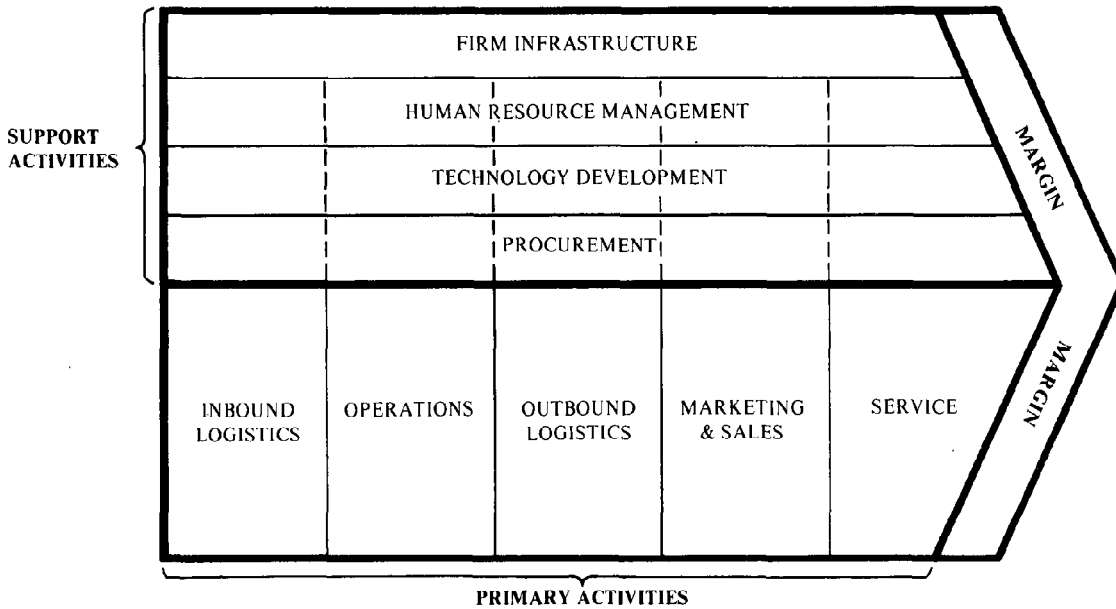 FIRM INFRASTRUCTURE
HUMAN RESOURCE MANAGEMENT
SUPPORT
ACTIVITIES
TECHNOLOGY DEVELOPMENT
PROCUREMENT
MARGIN
MARGIN
INBOUND
LOGISTICS
OPERATIONS
OUTBOUND
LOGISTICS
MARKETING
& SALES
SERVICE
PRIMARY ACTIVITIES